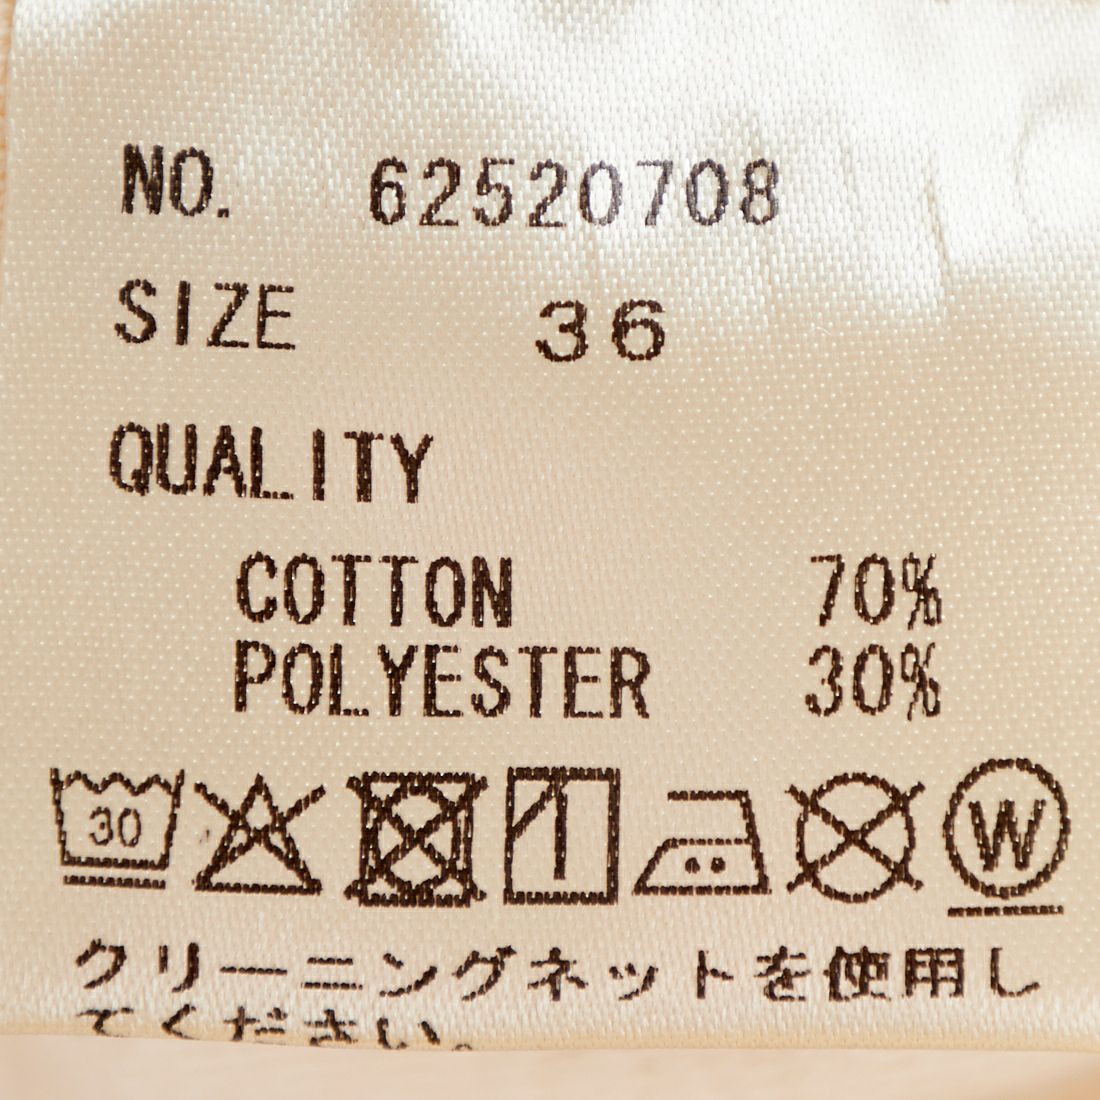 NO. 62520708
SIZE 36
QUALITY
COTTON 70%
POLYESTER 30%
30 W
クリーニングネットを使用し
てください。